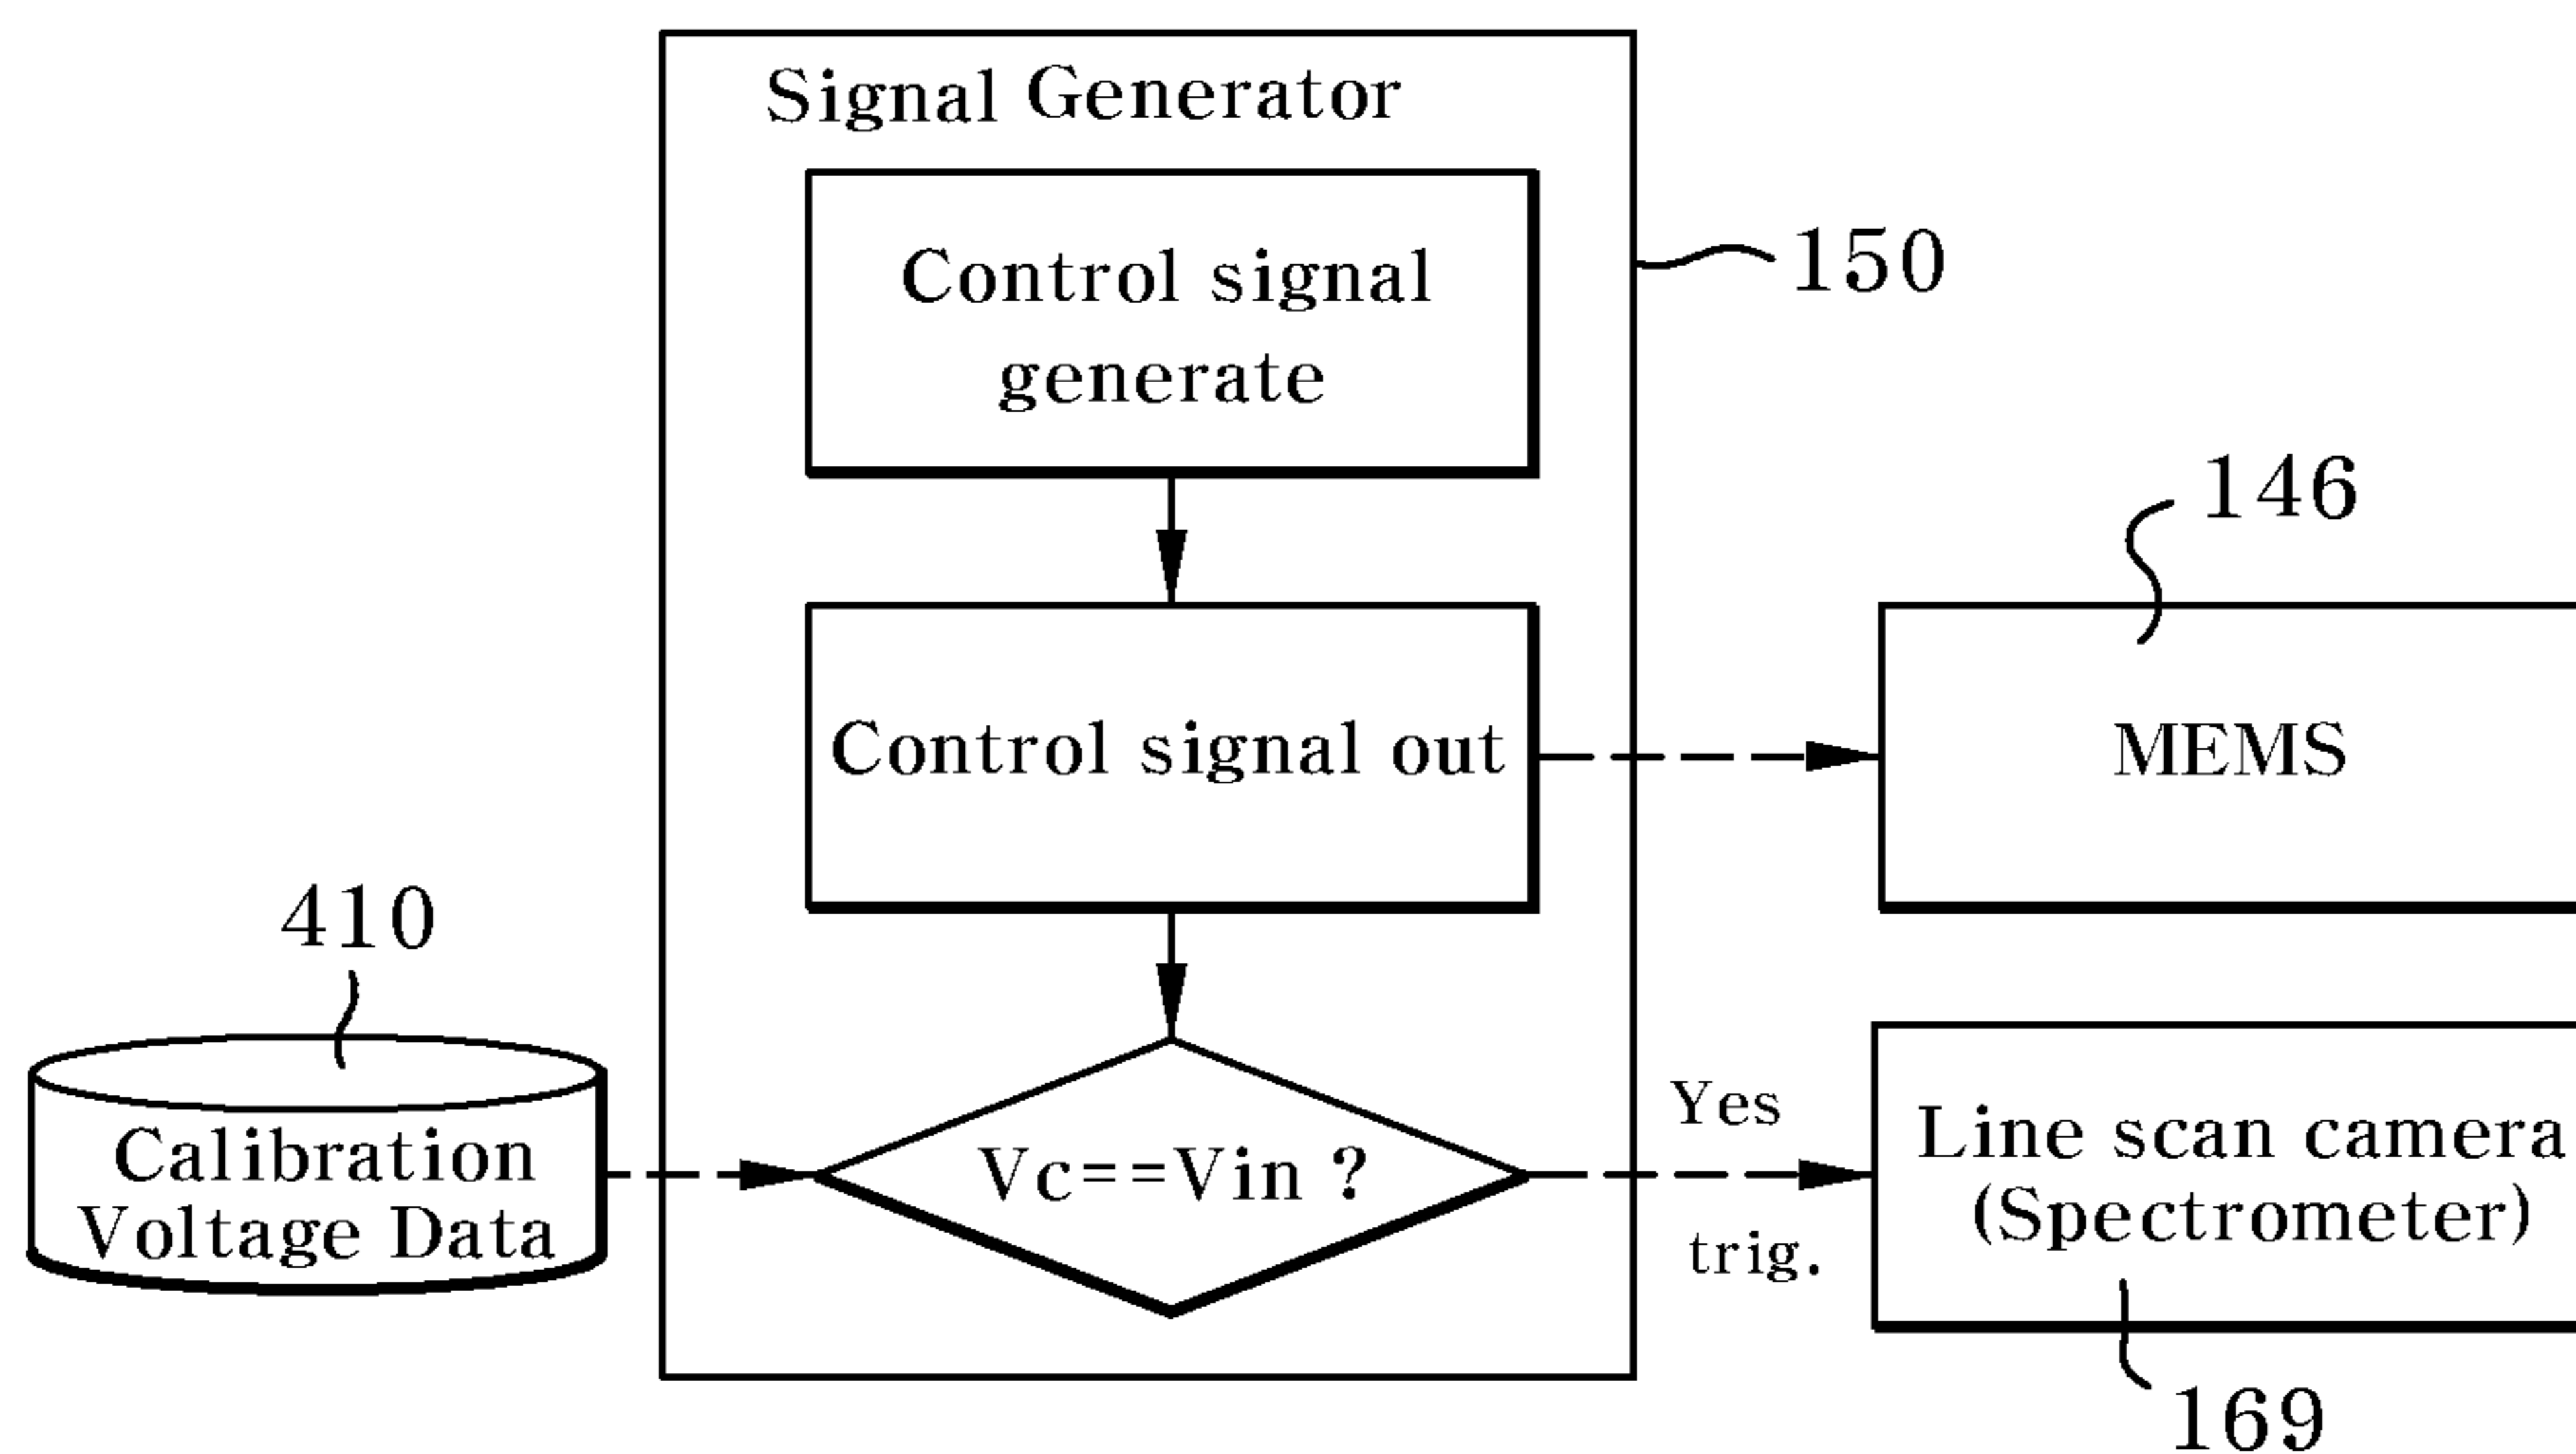 Signal Generator
Control signal
generate
150
146
Control signal out
MEMS
410
Calibration
Voltage Data
Vc==Vin ?
Yes
trig.
Line scan camera
(Spectrometer)
169